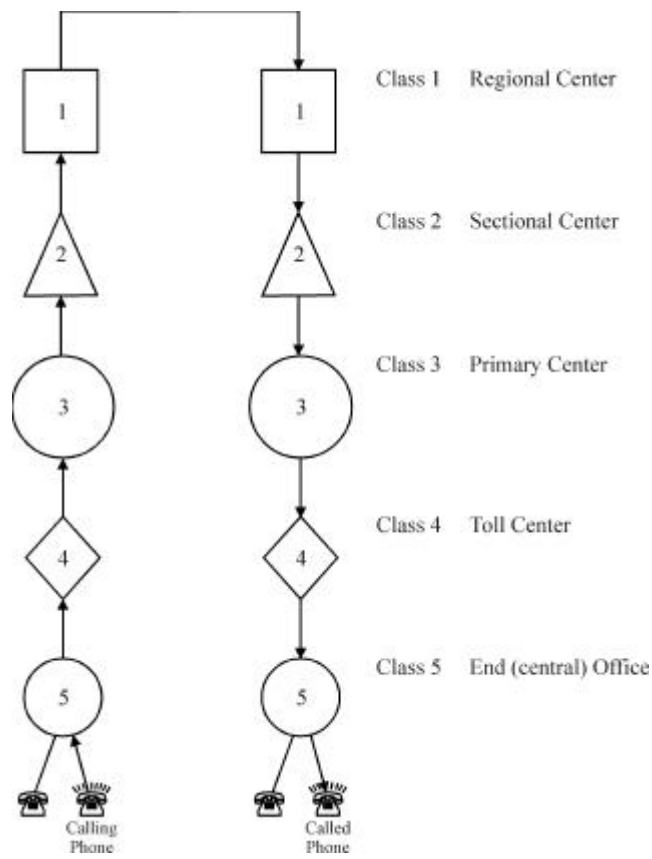 1 1 Class 1 Regional Center
2 2 Class 2 Sectional Center
3 3 Class 3 Primary Center
4 4 Class 4 Toll Center
5 5 Class 5 End (central) Office
Calling Called
Phone Phone